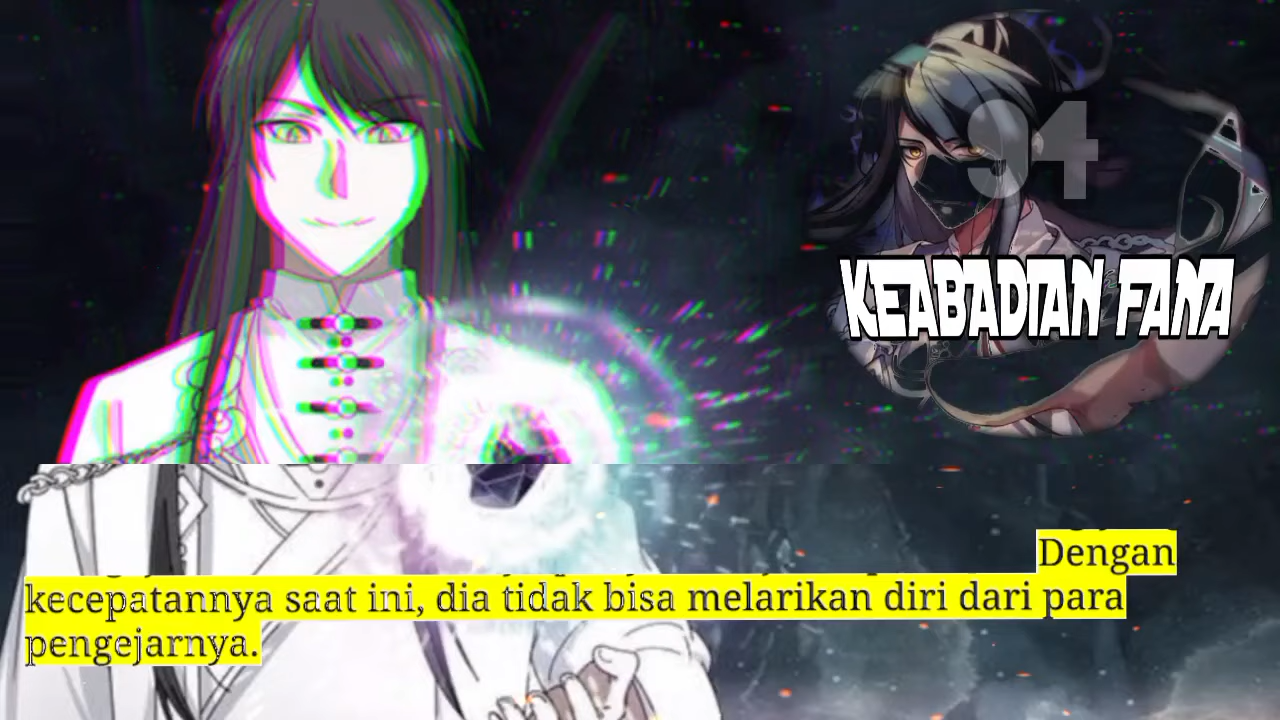 94
KEABADIAN FANA
Dengan
kecepatannya saat ini, dia tidak bisa melarikan diri dari para
pengejarnya.